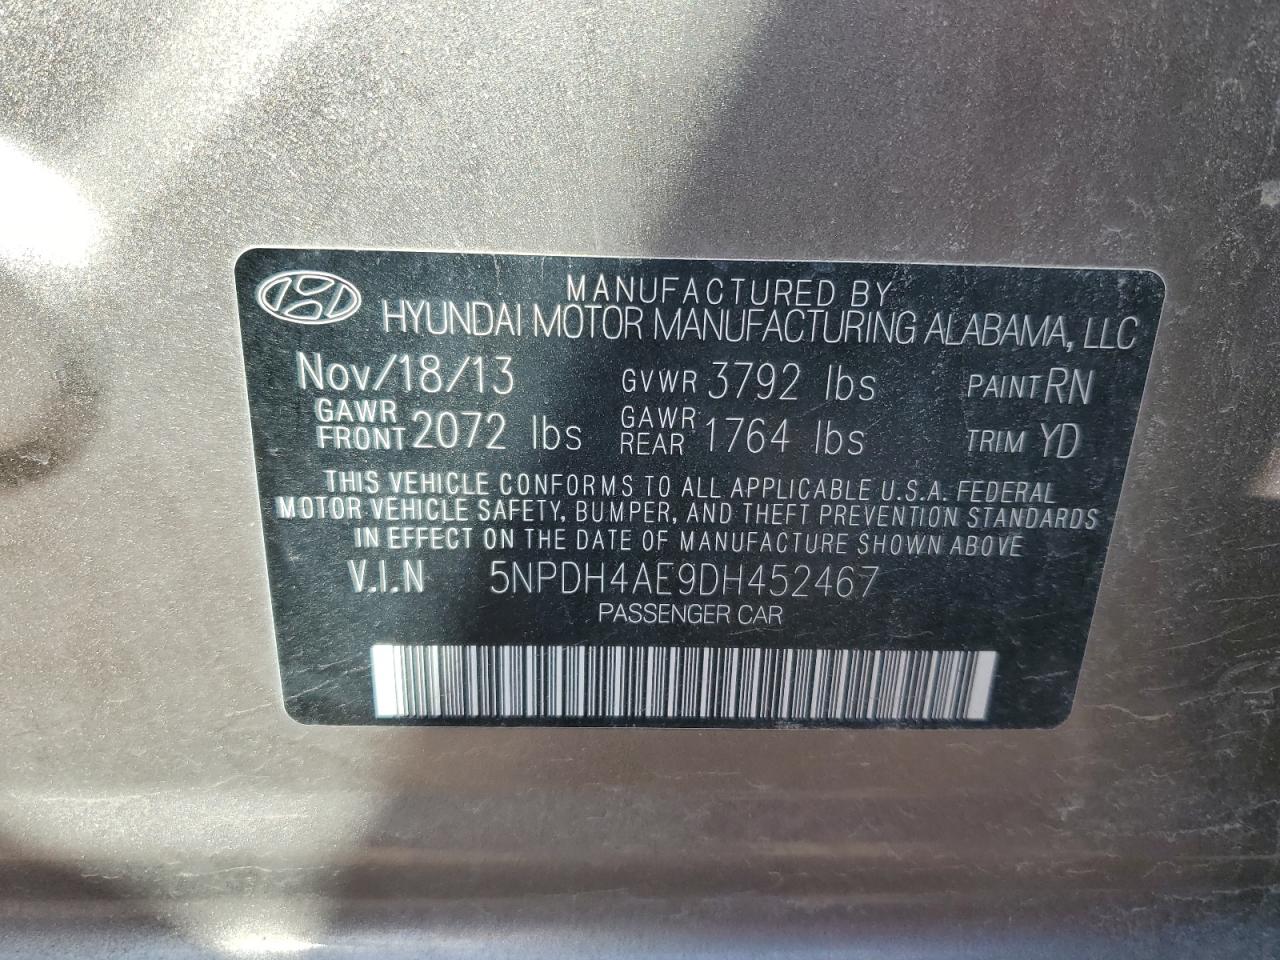 MANUFACTURED BY
HYUNDAI MOTOR MANUFACTURING ALABAMA, LLC
Nov/18/13 GVWR 3792 lbs PAINT RN
GAWR FRONT 2072 lbs GAWR REAR 1764 lbs TRIM YD
THIS VEHICLE CONFORMS TO ALL APPLICABLE U.S.A. FEDERAL
MOTOR VEHICLE SAFETY, BUMPER, AND THEFT PREVENTION STANDARDS
IN EFFECT ON THE DATE OF MANUFACTURE SHOWN ABOVE
V.I.N 5NPDH4AE9DH452467
PASSENGER CAR